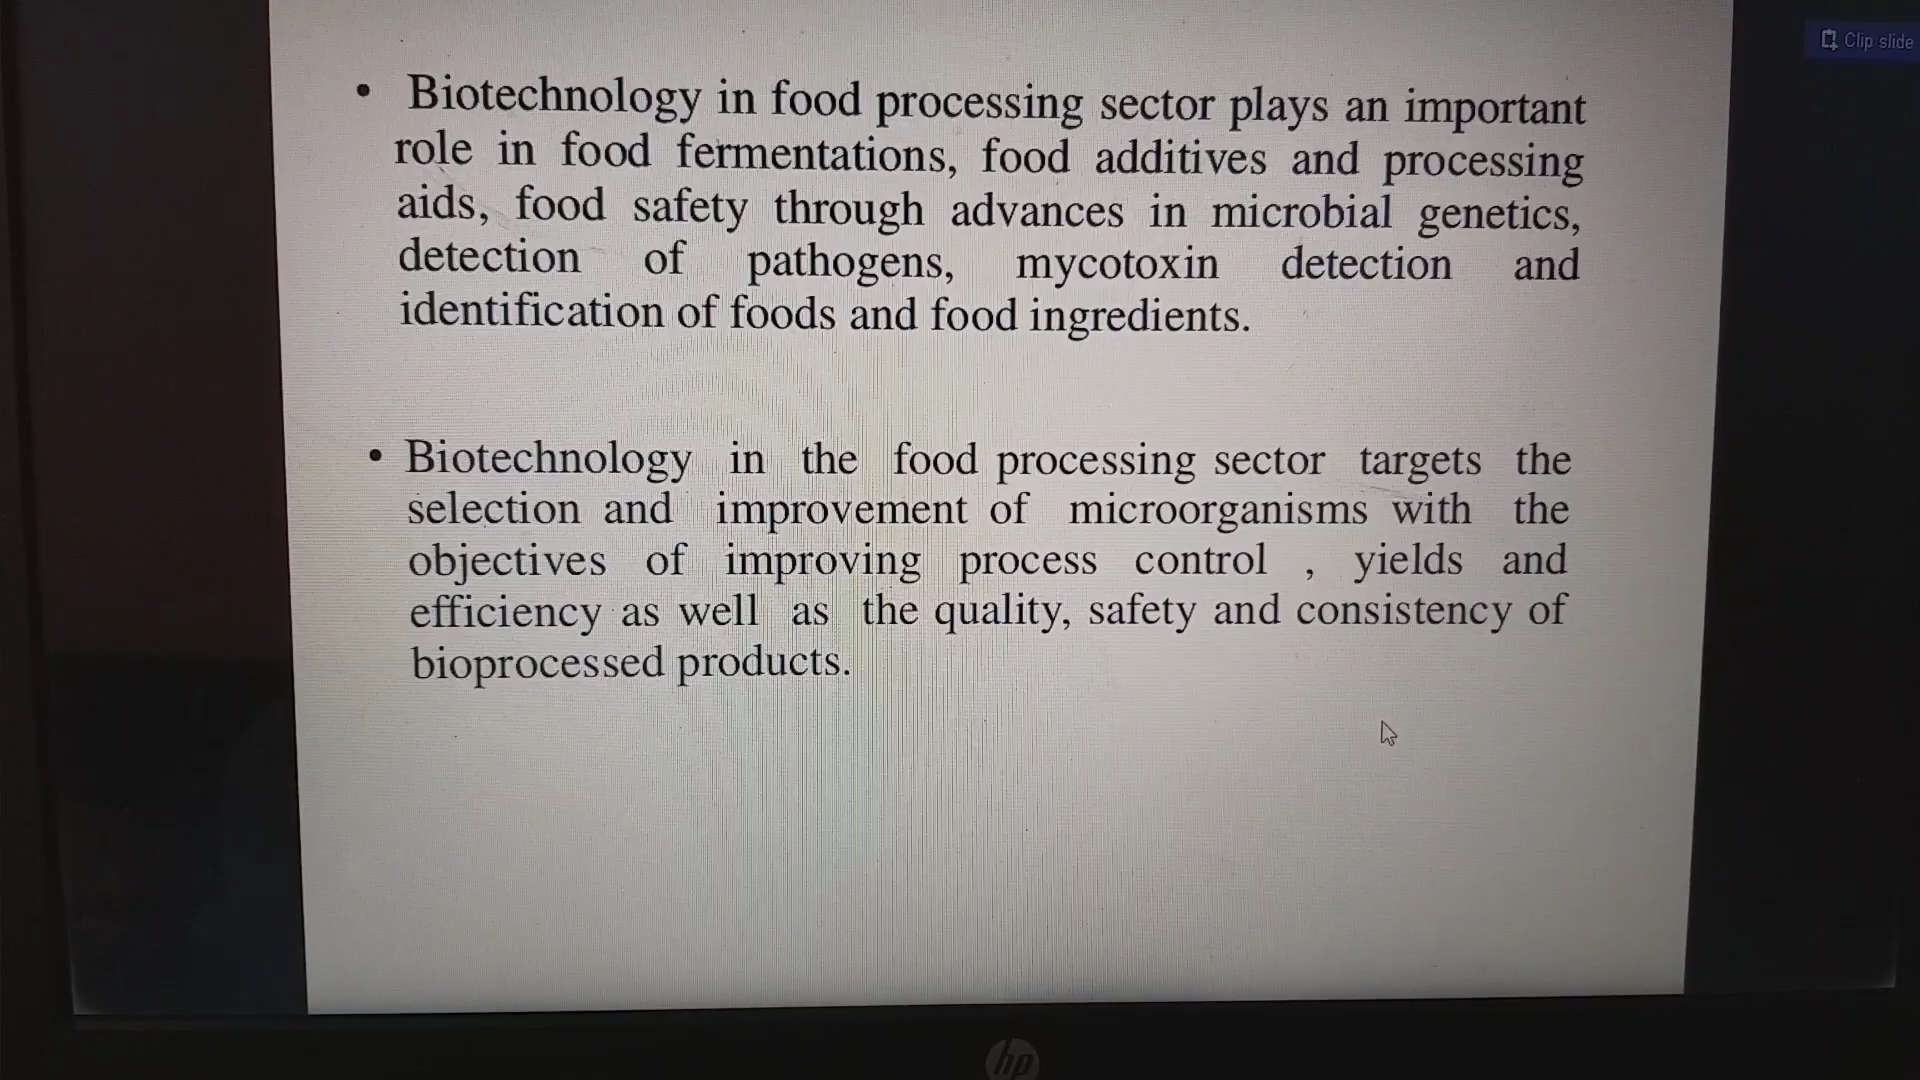 Clip slide
• Biotechnology in food processing sector plays an important
role in food fermentations, food additives and processing
aids, food safety through advances in microbial genetics,
detection of pathogens, mycotoxin detection and
identification of foods and food ingredients.
• Biotechnology in the food processing sector targets the
selection and improvement of microorganisms with the
objectives of improving process control , yields and
efficiency as well as the quality, safety and consistency of
bioprocessed products.
hp